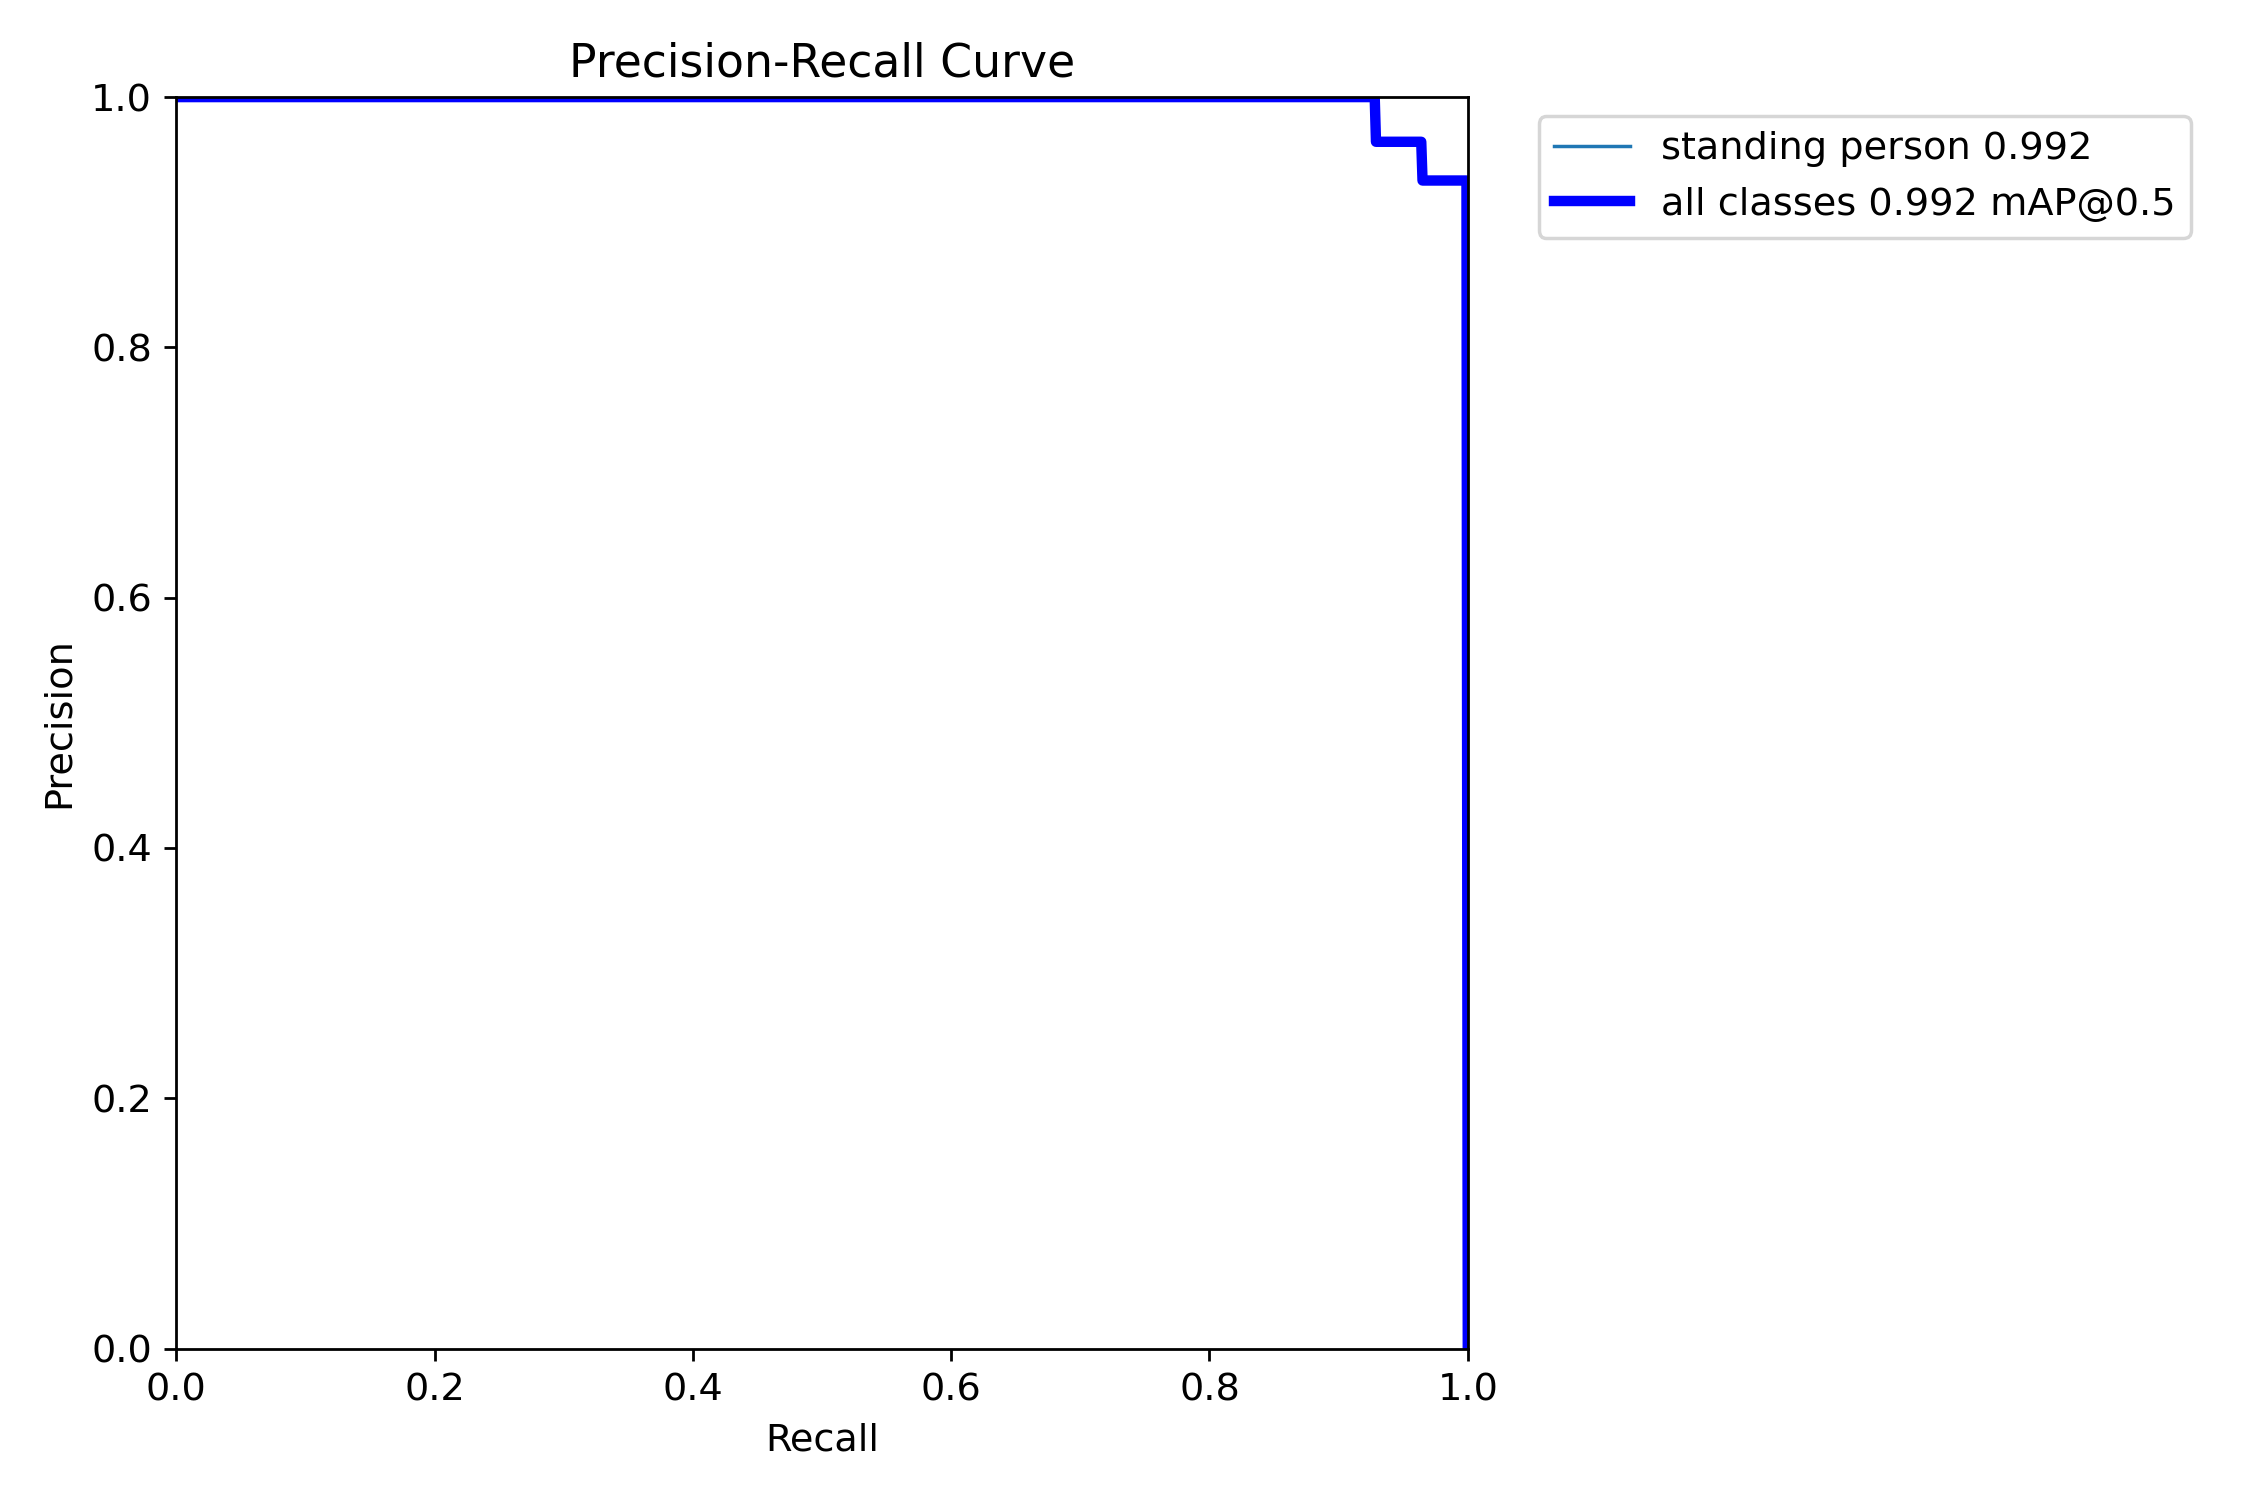 Precision-Recall Curve
1.0
0.8
0.6
0.4
0.2
0.0
Precision
0.0 0.2 0.4 0.6 0.8 1.0
Recall
standing person 0.992
all classes 0.992 mAP@0.5